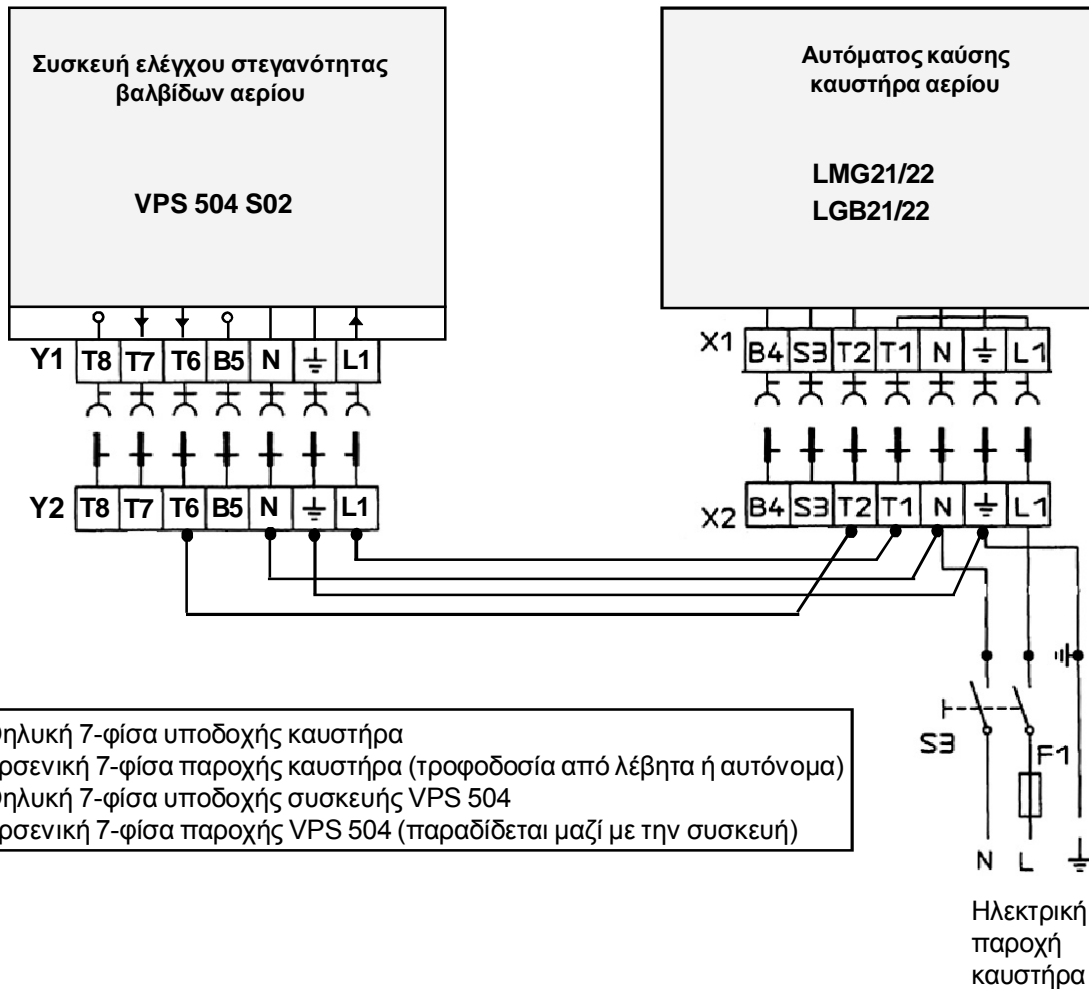 Συσκευή ελέγχου στεγανότητας
βαλβίδων αερίου
VPS 504 S02
Αυτόματος καύσης
καυστήρα αερίου
LMG21/22
LGB21/22
Y1 T8 T7 T6 B5 N L1
X1 B4 S3 T2 T1 N L1
Y2 T8 T7 T6 B5 N L1
X2 B4 S3 T2 T1 N L1
S3
F1
N L
ηλυκή 7-φίσα υποδοχής καυστήρα
ρσενική 7-φίσα παροχής καυστήρα (τροφοδοσία από λέβητα ή αυτόνομα)
ηλυκή 7-φίσα υποδοχής συσκευής VPS 504
ρσενική 7-φίσα παροχής VPS 504 (παραδίδεται μαζί με την συσκευή)
Ηλεκτρική
παροχή
καυστήρα